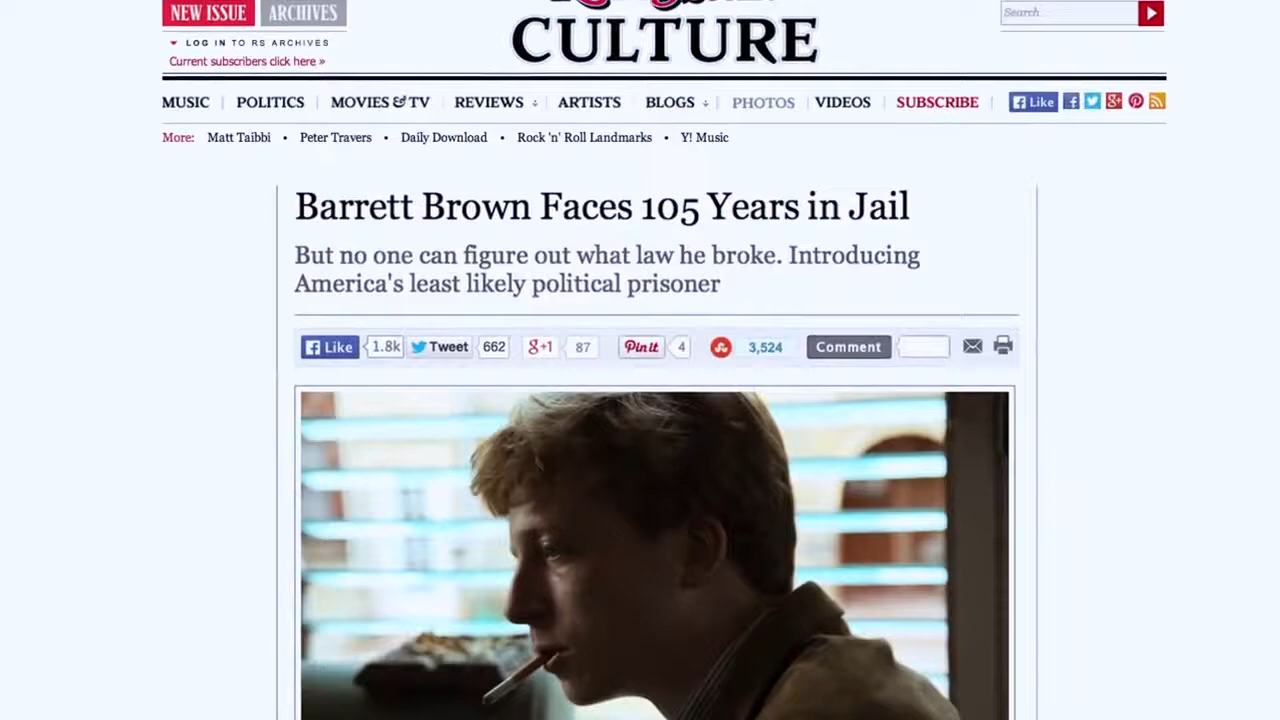 NEW ISSUE ARCHIVES
CULTURE
Search
LOG IN TO RS ARCHIVES
Current subscribers click here »
MUSIC POLITICS MOVIES & TV REVIEWS ARTISTS BLOGS PHOTOS VIDEOS SUBSCRIBE Like
More: Matt Taibbi • Peter Travers • Daily Download • Rock 'n' Roll Landmarks • Y! Music
Barrett Brown Faces 105 Years in Jail
But no one can figure out what law he broke. Introducing
America's least likely political prisoner
Like 1.8k Tweet 662 g+1 87 Pin it 4 3,524 Comment